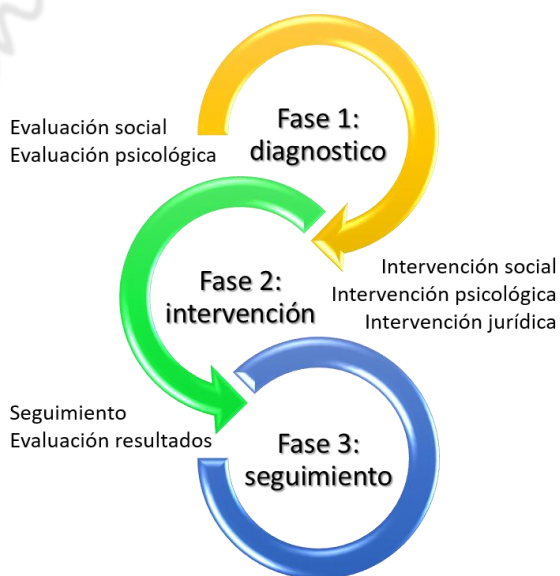 Evaluación social
Evaluación psicológica
Fase 1:
diagnostico
Fase 2:
intervención
Intervención social
Intervención psicológica
Intervención jurídica
Seguimiento
Evaluación resultados
Fase 3:
seguimiento